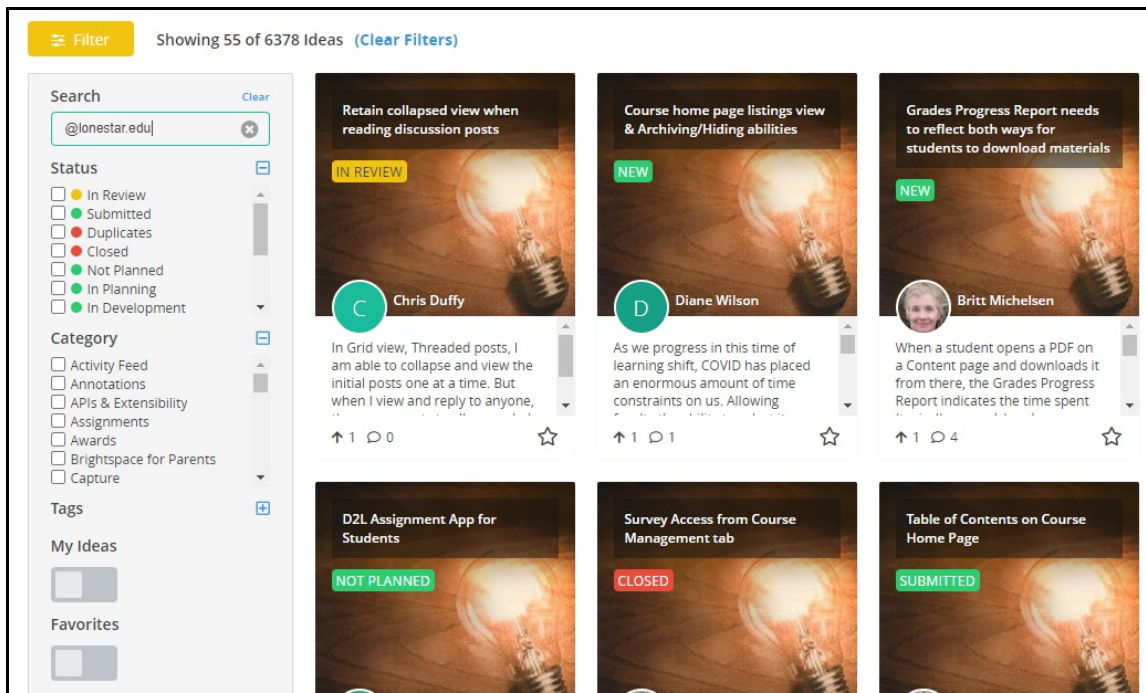 Filter
Showing 55 of 6378 Ideas (Clear Filters)
Search
Clear
@lonestar.edu
Status
In Review
Submitted
Duplicates
Closed
Not Planned
In Planning
In Development
Category
Activity Feed
Annotations
APIs & Extensibility
Assignments
Awards
Brightspace for Parents
Capture
Tags
My Ideas
Favorites
Retain collapsed view when
reading discussion posts
IN REVIEW
C
Chris Duffy
In Grid view, Threaded posts, I
am able to collapse and view the
initial posts one at a time. But
when I view and reply to anyone,
1
0
Course home page listings view
& Archiving/Hiding abilities
NEW
D
Diane Wilson
As we progress in this time of
learning shift, COVID has placed
an enormous amount of time
constraints on us. Allowing
1
1
Grades Progress Report needs
to reflect both ways for
students to download materials
NEW
Britt Michelsen
When a student opens a PDF on
a Content page and downloads it
from there, the Grades Progress
Report indicates the time spent
1
4
D2L Assignment App for
Students
NOT PLANNED
Survey Access from Course
Management tab
CLOSED
Table of Contents on Course
Home Page
SUBMITTED